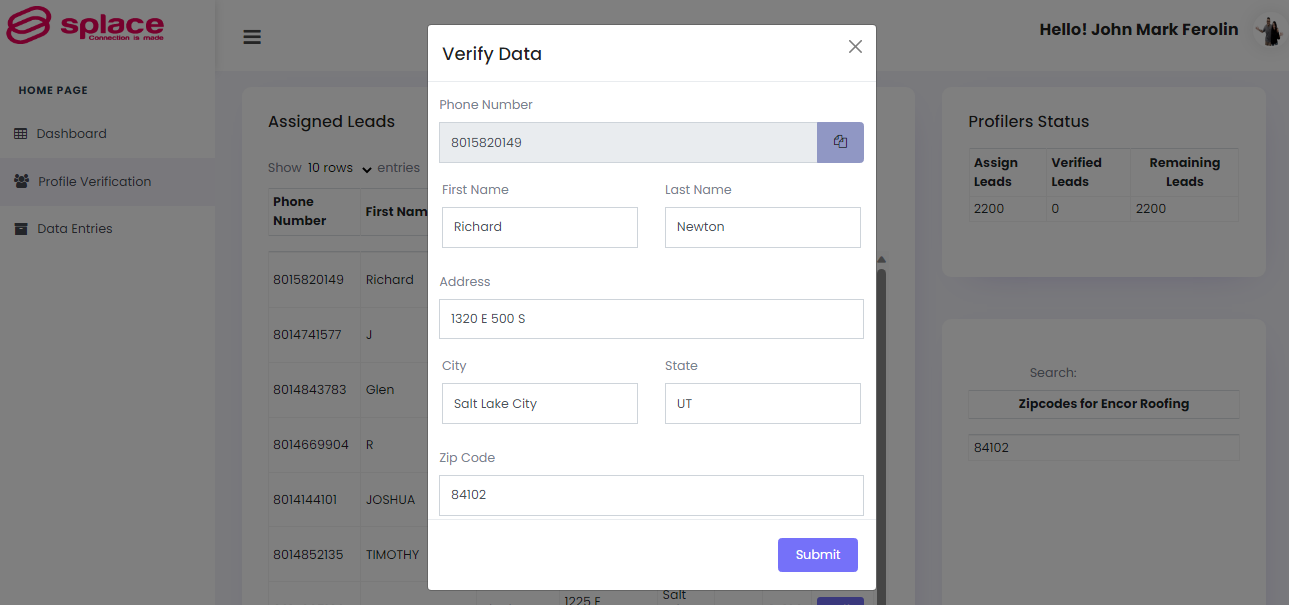 splace
Connection is made
Hello! John Mark Ferolin
HOME PAGE
Dashboard
Profile Verification
Data Entries
Assigned Leads
Show 10 rows entries
Phone Number
First Nam
8015820149 Richard
8014741577 J
8014843783 Glen
8014669904 R
8014144101 JOSHUA
8014852135 TIMOTHY
1225 E
Salt
Verify Data
Phone Number
8015820149
First Name Last Name
Richard Newton
Address
1320 E 500 S
City State
Salt Lake City UT
Zip Code
84102
Submit
Profilers Status
Assign Leads Verified Leads Remaining Leads
2200 0 2200
Search:
Zipcodes for Encor Roofing
84102